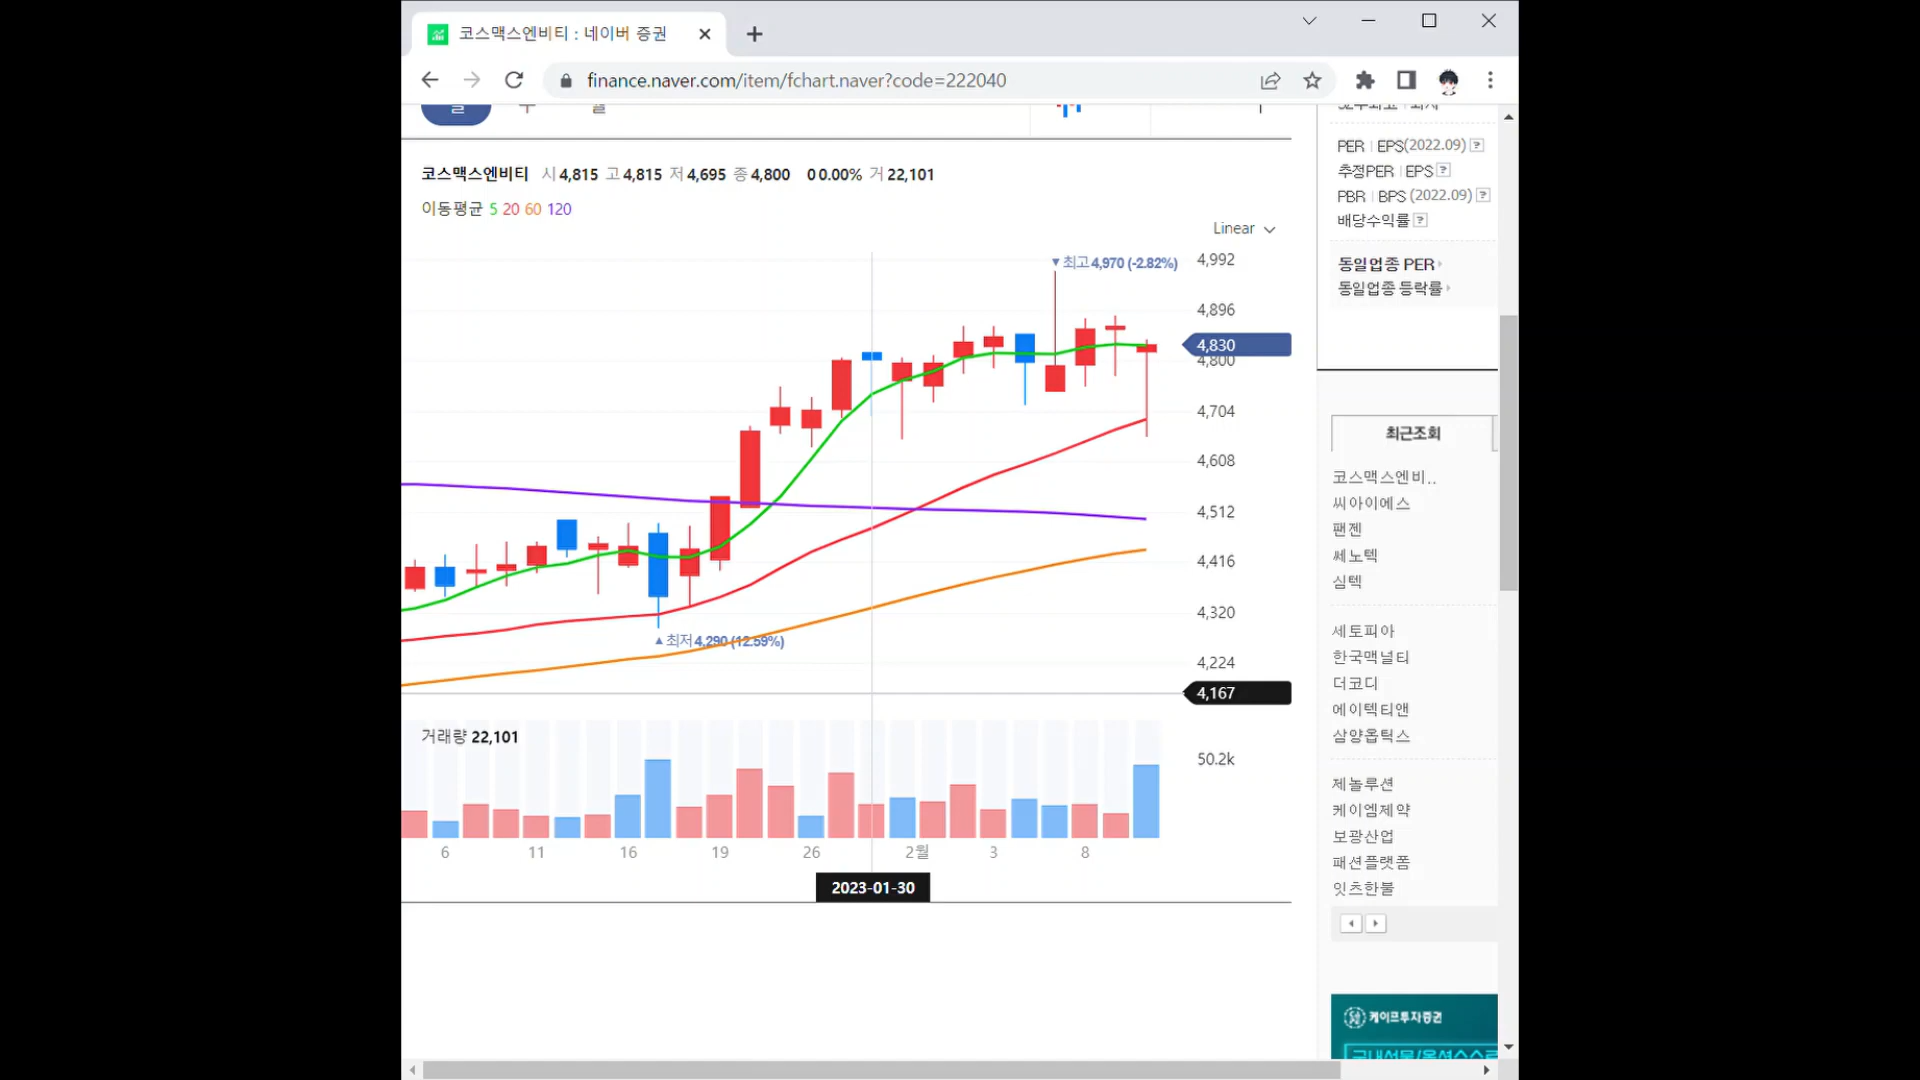 코스맥스엔비티 : 네이버 증권
finance.naver.com/item/fchart.naver?code=222040
코스맥스엔비티 시 4,815 고 4,815 저 4,695 종 4,800 0 0.00% 거 22,101
이동평균 5 20 60 120
Linear
최고 4,970 (-2.82%)
4,992
4,896
4,830
4,800
4,704
4,608
4,512
4,416
4,320
최저 4,290 (12.59%)
4,224
4,167
거래량 22,101
50.2k
6 11 16 19 26 2월 3 8
2023-01-30
PER EPS(2022.09) ?
추정PER EPS ?
PBR BPS (2022.09) ?
배당수익률 ?
동일업종 PER
동일업종 등락률
최근조회
코스맥스엔비..
씨아이에스
팬젠
쎄노텍
심텍
세토피아
한국맥널티
더코디
에이텍티앤
삼양옵틱스
제놀루션
케이엠제약
보광산업
패션플랫폼
잇츠한불
케이프투자증권